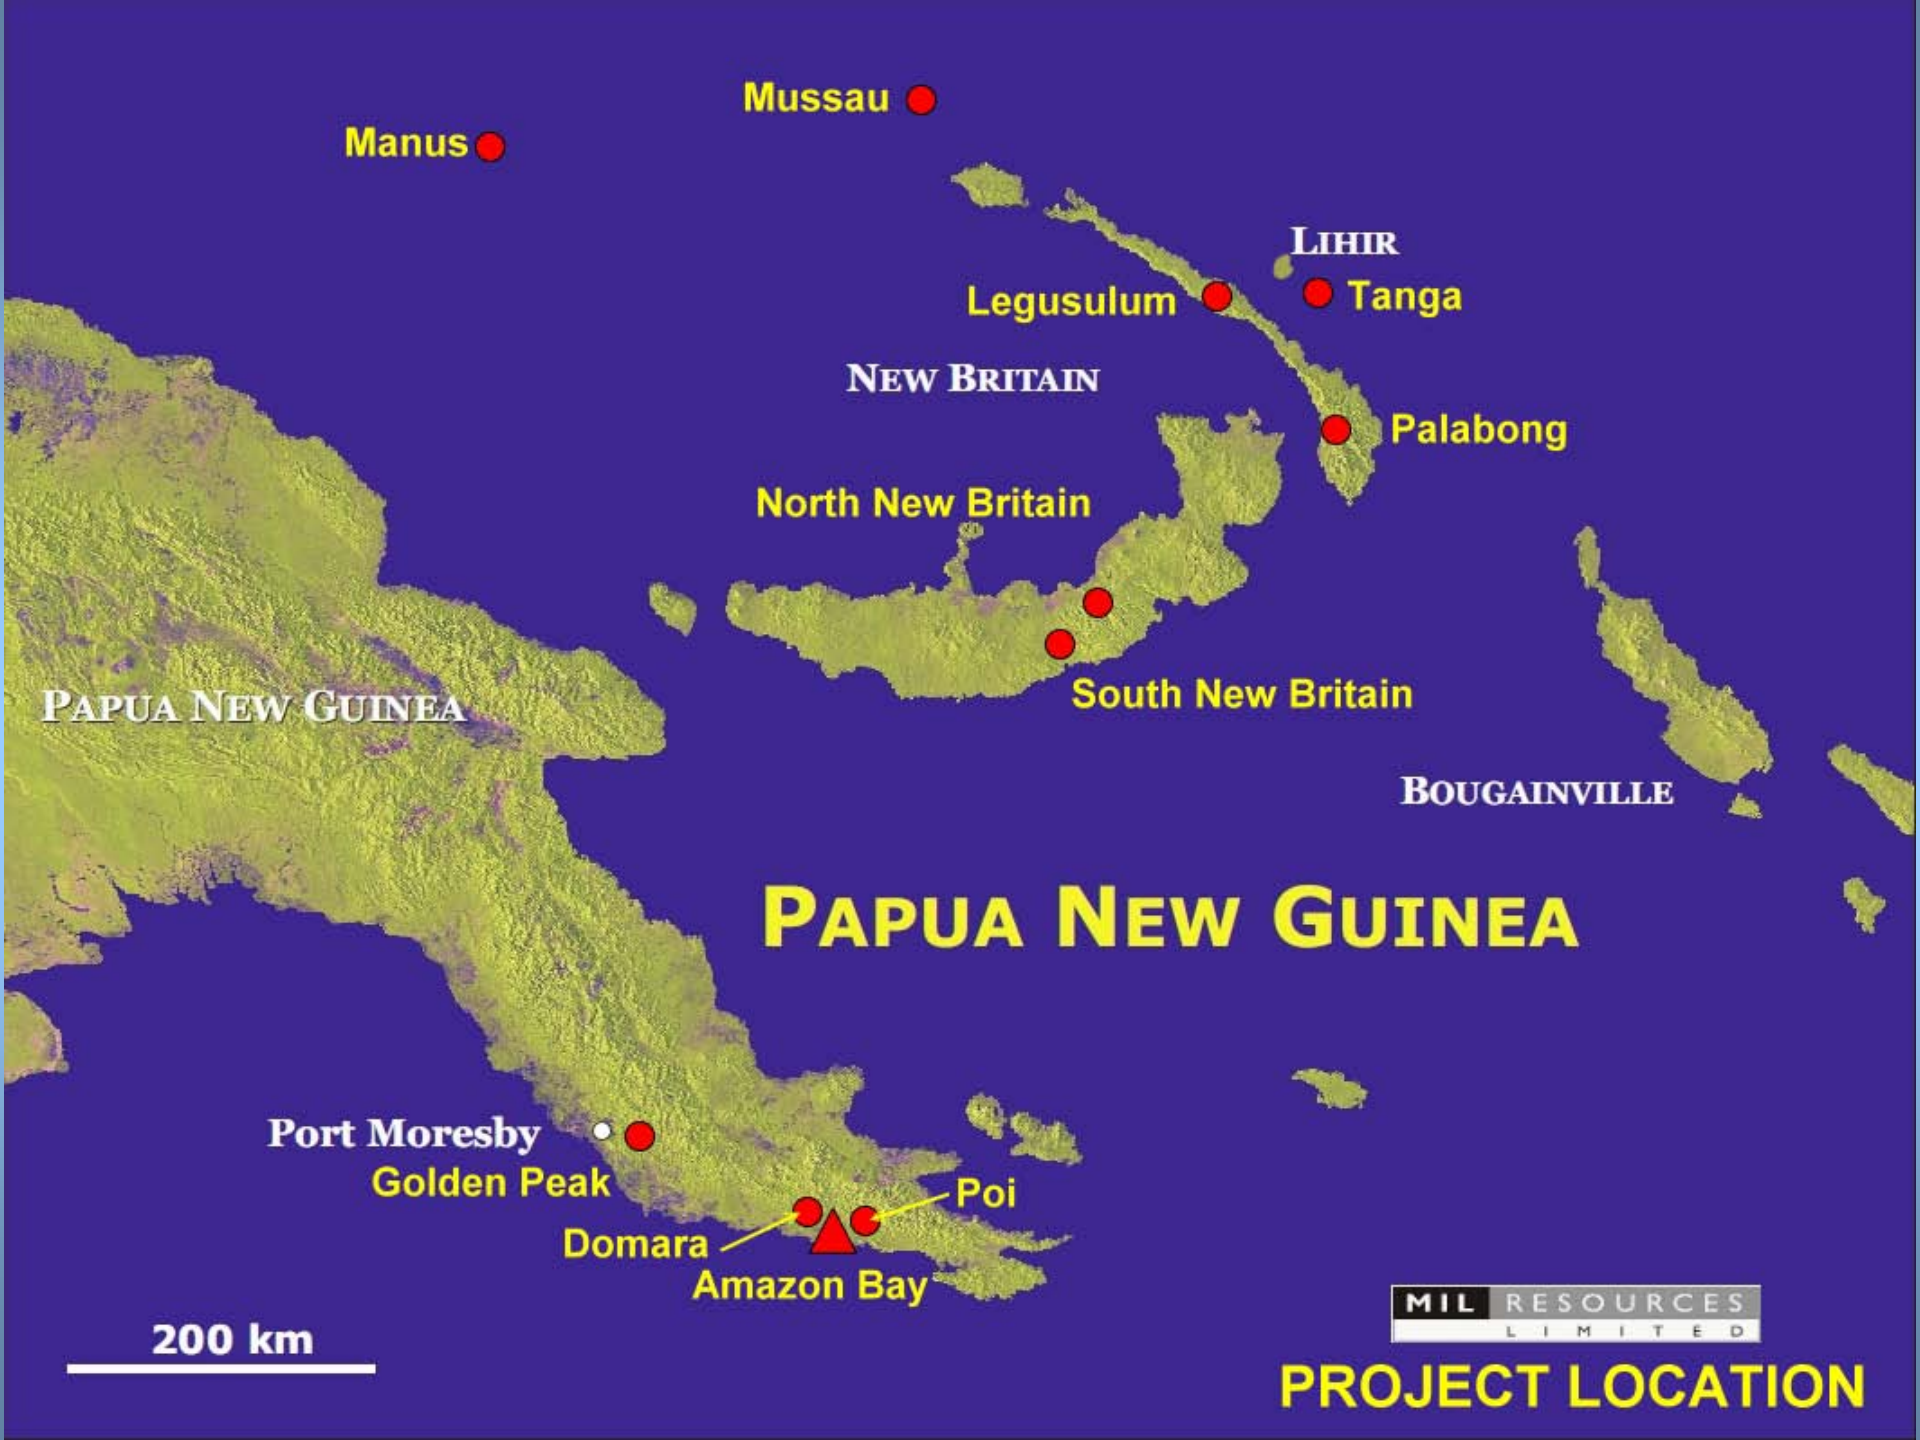 Mussau
Manus
LIHIR
Legusulum
Tanga
NEW BRITAIN
Palabong
North New Britain
South New Britain
PAPUA NEW GUINEA
BOUGAINVILLE
PAPUA NEW GUINEA
Port Moresby
Golden Peak
Poi
Domara
Amazon Bay
MIL RESOURCES
LIMITED
200 km
PROJECT LOCATION